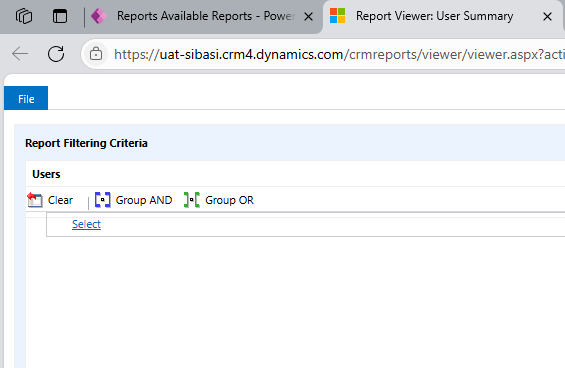 Reports Available Reports - Power
Report Viewer: User Summary
https://uat-sibasi.crm4.dynamics.com/crmreports/viewer/viewer.aspx?acti
File
Report Filtering Criteria
Users
Clear
Group AND
Group OR
Select